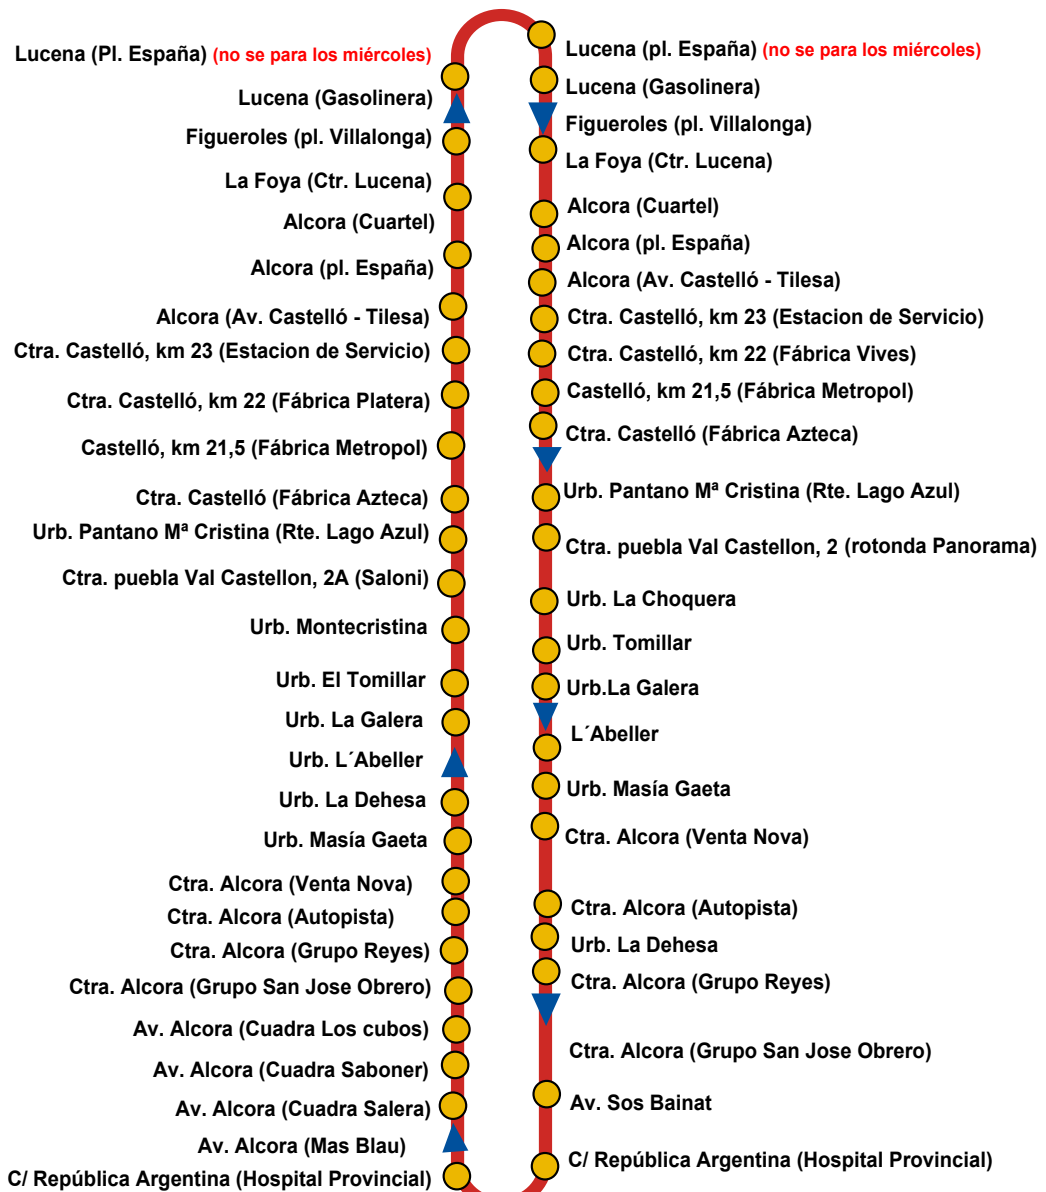 Lucena (Pl. España) (no se para los miércoles)
Lucena (Gasolinera)
Figueroles (pl. Villalonga)
La Foya (Ctr. Lucena)
Alcora (Cuartel)
Alcora (pl. España)
Alcora (Av. Castelló - Tilesa)
Ctra. Castelló, km 23 (Estacion de Servicio)
Ctra. Castelló, km 22 (Fábrica Platera)
Castelló, km 21,5 (Fábrica Metropol)
Ctra. Castelló (Fábrica Azteca)
Urb. Pantano Mª Cristina (Rte. Lago Azul)
Ctra. puebla Val Castellon, 2A (Saloni)
Urb. Montecristina
Urb. El Tomillar
Urb. La Galera
Urb. L´Abeller
Urb. La Dehesa
Urb. Masía Gaeta
Ctra. Alcora (Venta Nova)
Ctra. Alcora (Autopista)
Ctra. Alcora (Grupo Reyes)
Ctra. Alcora (Grupo San Jose Obrero)
Av. Alcora (Cuadra Los cubos)
Av. Alcora (Cuadra Saboner)
Av. Alcora (Cuadra Salera)
Av. Alcora (Mas Blau)
C/ República Argentina (Hospital Provincial)
Lucena (pl. España) (no se para los miércoles)
Lucena (Gasolinera)
Figueroles (pl. Villalonga)
La Foya (Ctr. Lucena)
Alcora (Cuartel)
Alcora (pl. España)
Alcora (Av. Castelló - Tilesa)
Ctra. Castelló, km 23 (Estacion de Servicio)
Ctra. Castelló, km 22 (Fábrica Vives)
Castelló, km 21,5 (Fábrica Metropol)
Ctra. Castelló (Fábrica Azteca)
Urb. Pantano Mª Cristina (Rte. Lago Azul)
Ctra. puebla Val Castellon, 2 (rotonda Panorama)
Urb. La Choquera
Urb. Tomillar
Urb.La Galera
L´Abeller
Urb. Masía Gaeta
Ctra. Alcora (Venta Nova)
Ctra. Alcora (Autopista)
Urb. La Dehesa
Ctra. Alcora (Grupo Reyes)
Ctra. Alcora (Grupo San Jose Obrero)
Av. Sos Bainat
C/ República Argentina (Hospital Provincial)